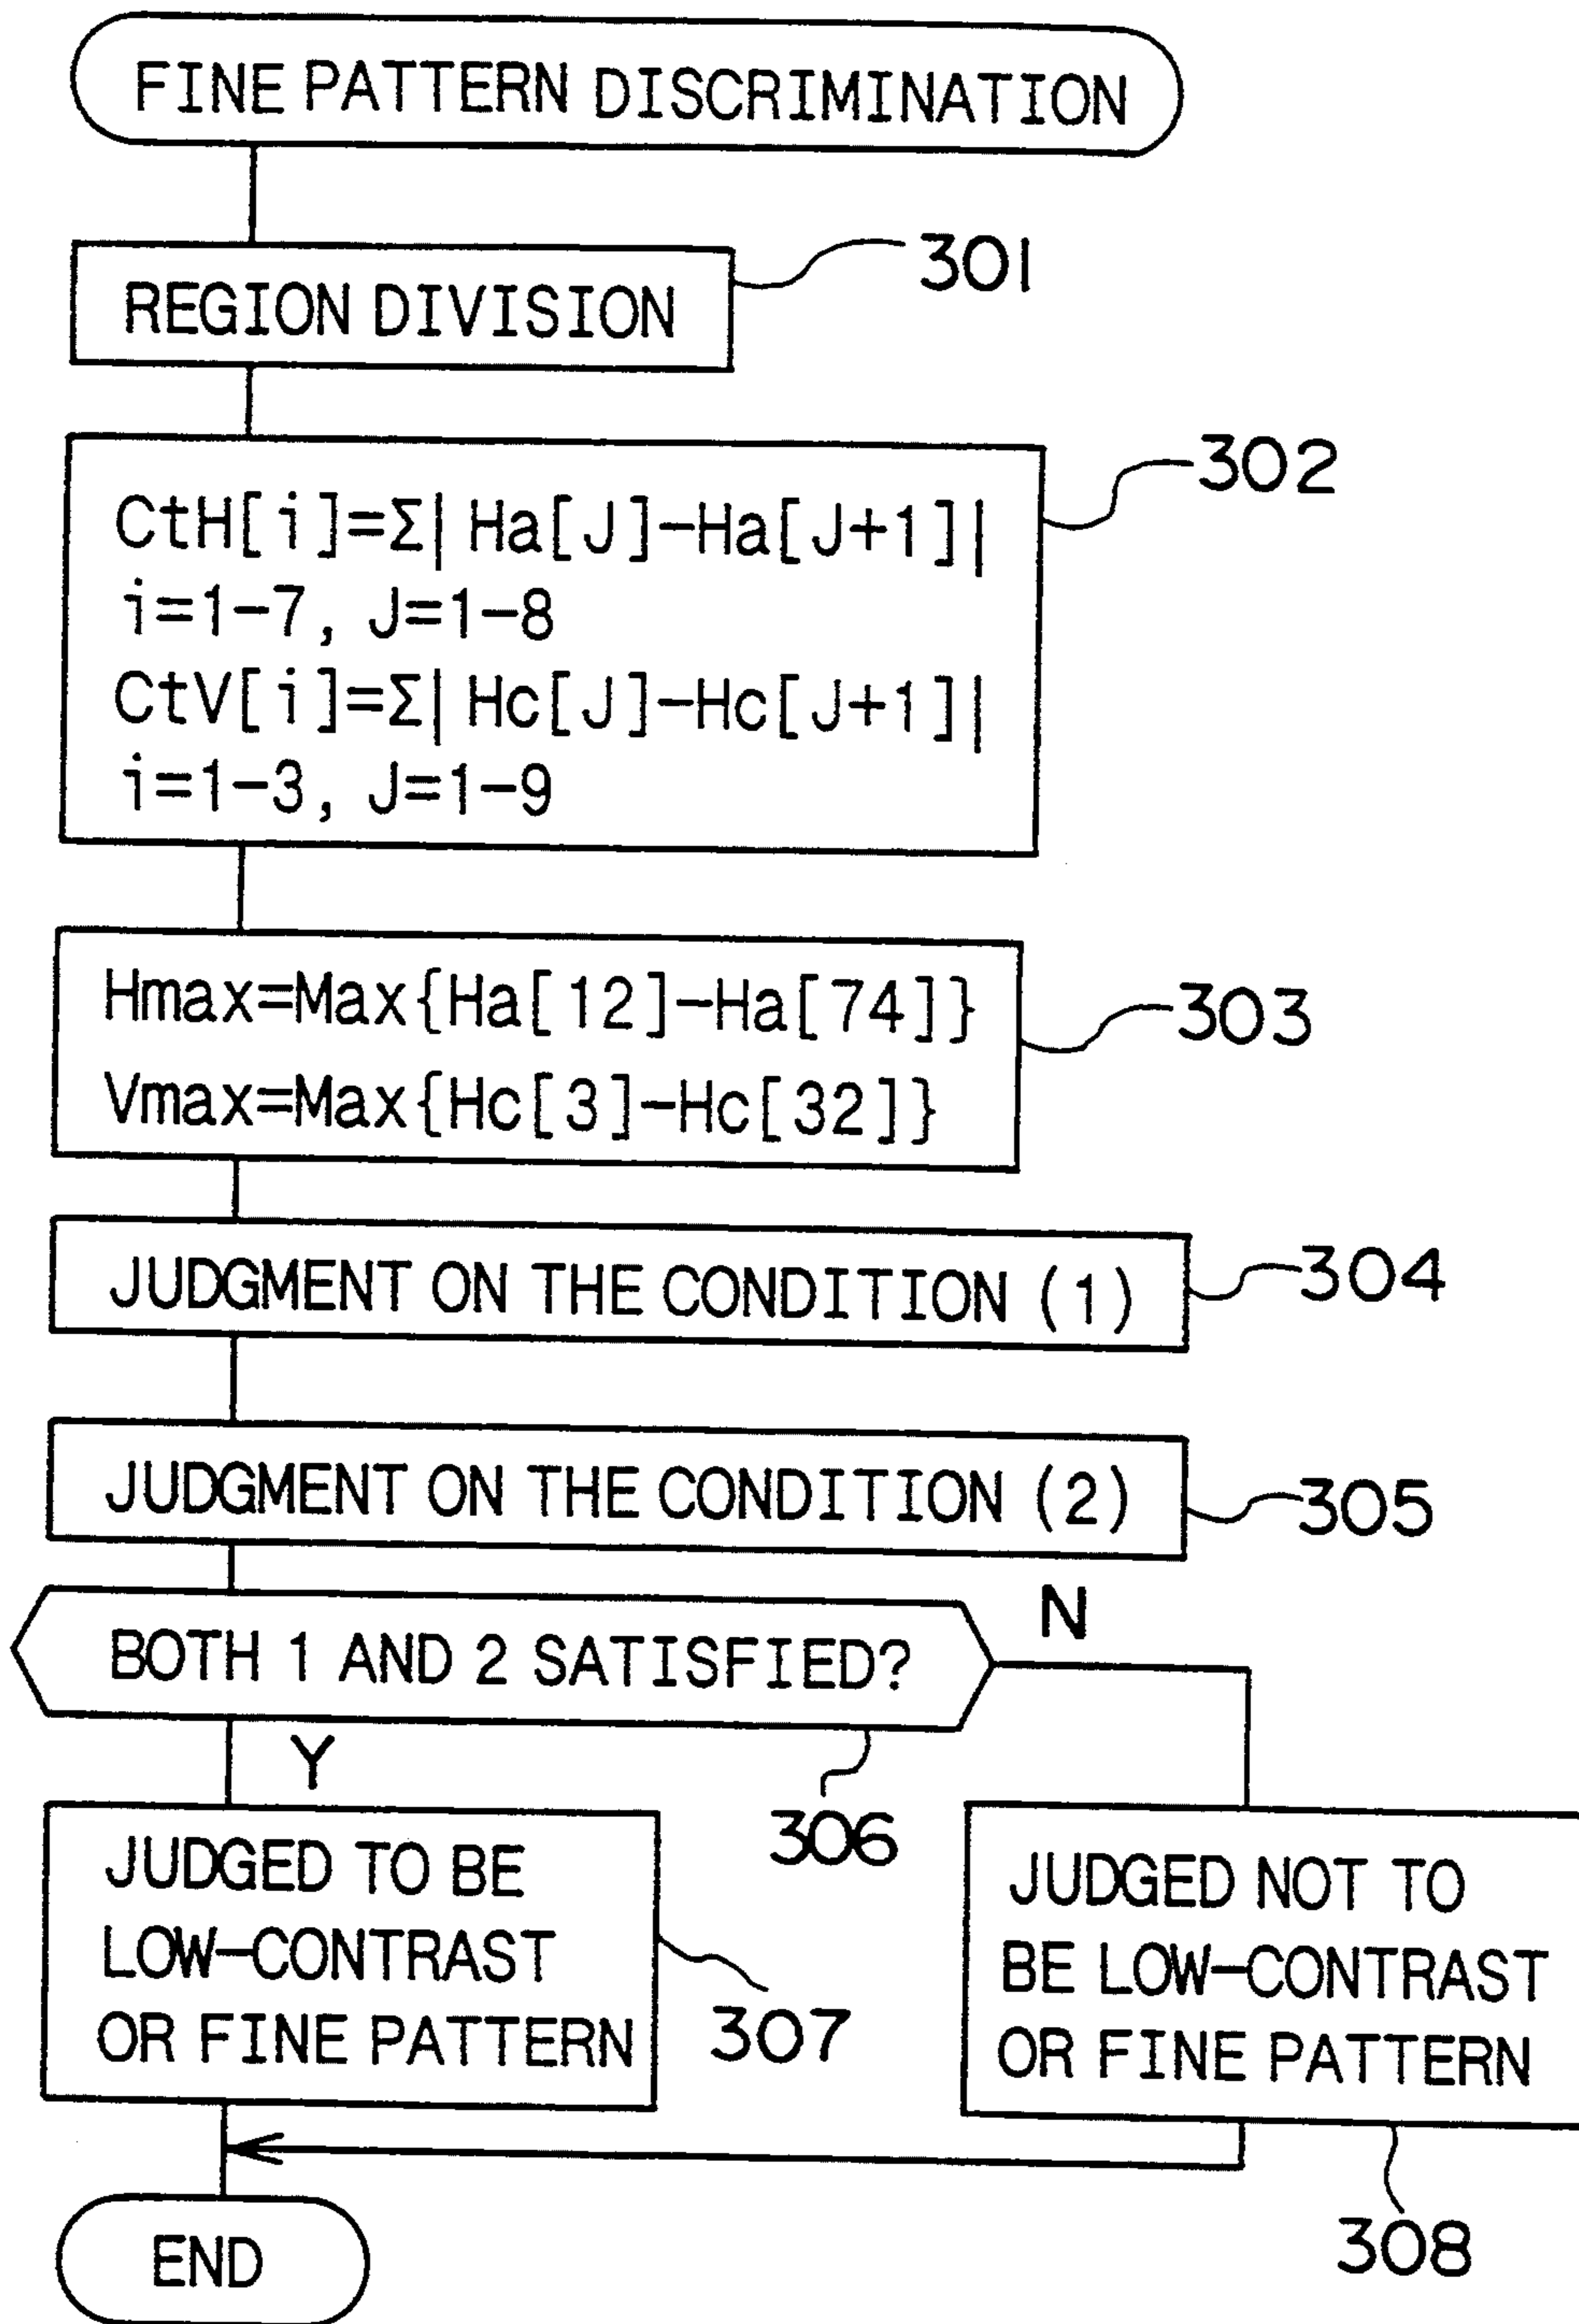 FINE PATTERN DISCRIMINATION
REGION DIVISION
301
CtH[i]=Σ|Ha[J]-Ha[J+1]|
i=1-7, J=1-8
CtV[i]=Σ|Hc[J]-Hc[J+1]|
i=1-3, J=1-9
302
Hmax=Max{Ha[12]-Ha[74]}
Vmax=Max{Hc[3]-Hc[32]}
303
JUDGMENT ON THE CONDITION (1)
304
JUDGMENT ON THE CONDITION (2)
305
BOTH 1 AND 2 SATISFIED?
N
Y
306
JUDGED TO BE
LOW-CONTRAST
OR FINE PATTERN
307
JUDGED NOT TO
BE LOW-CONTRAST
OR FINE PATTERN
308
END